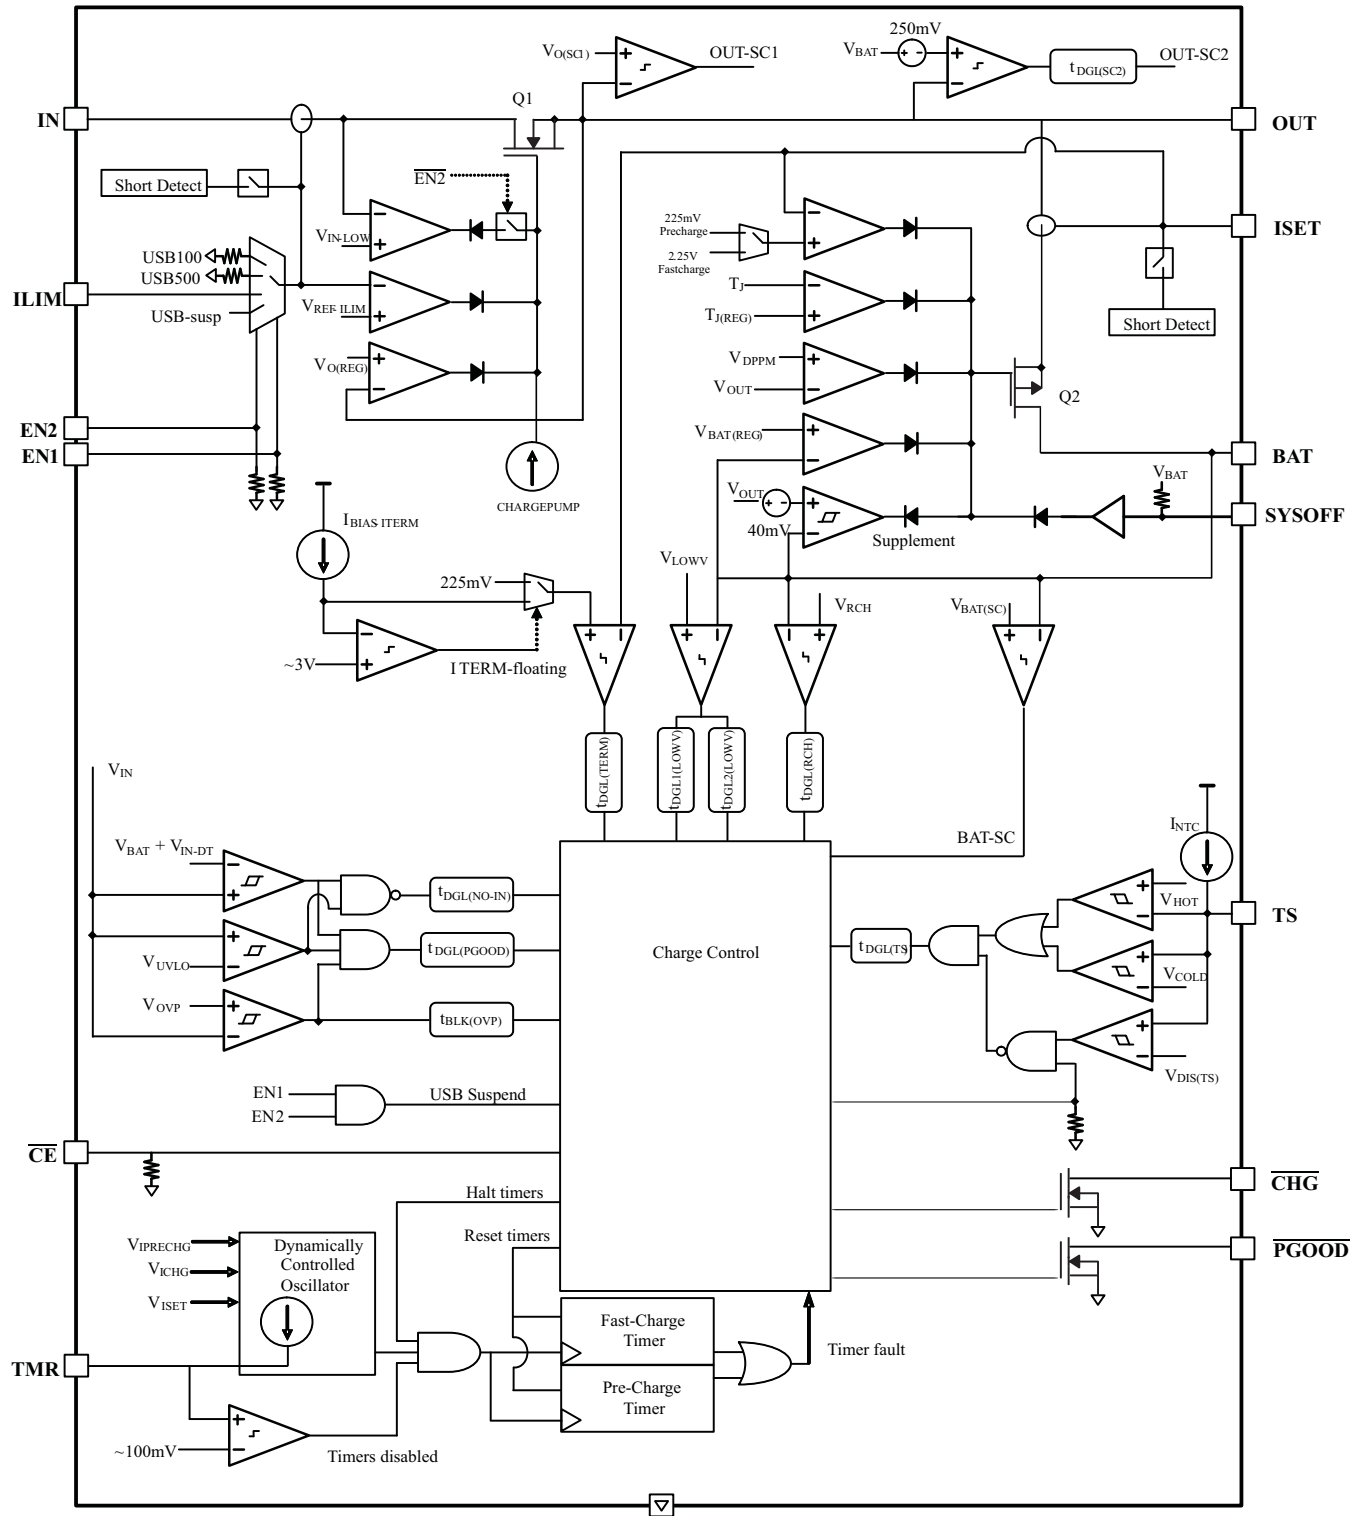 250mV
V_O(SC1)
OUT-SC1
V_BAT
t_DGL(SC2)
OUT-SC2
Q1
IN
OUT
EN2
Short Detect
225mV
Precharge
2.25V
Fastcharge
ISET
V_IN-LOW
USB100
USB500
ILIM
USB-susp
V_REF-ILIM
T_J
T_J(REG)
Short Detect
V_O(REG)
V_DPPM
V_OUT
Q2
EN2
EN1
V_BAT(REG)
BAT
CHARGEPUMP
V_OUT
40mV
Supplement
V_BAT
SYSOFF
I_BIAS ITERM
225mV
V_LOWV
V_RCH
V_BAT(SC)
~3V
I TERM-floating
t_DGL(TERM)
t_DGL1(LOWV)
t_DGL2(LOWV)
t_DGL(RCH)
V_IN
BAT-SC
I_NTC
V_BAT + V_IN-DT
t_DGL(NO-IN)
V_HOT
TS
V_UVLO
t_DGL(PGOOD)
Charge Control
t_DGL(TS)
V_COLD
V_OVP
t_BLK(OVP)
V_DIS(TS)
EN1
EN2
USB Suspend
CE
Halt timers
CHG
Reset timers
V_IPRECHG
V_ICHG
V_ISET
Dynamically
Controlled
Oscillator
PGOOD
TMR
Fast-Charge
Timer
Pre-Charge
Timer
Timer fault
~100mV
Timers disabled